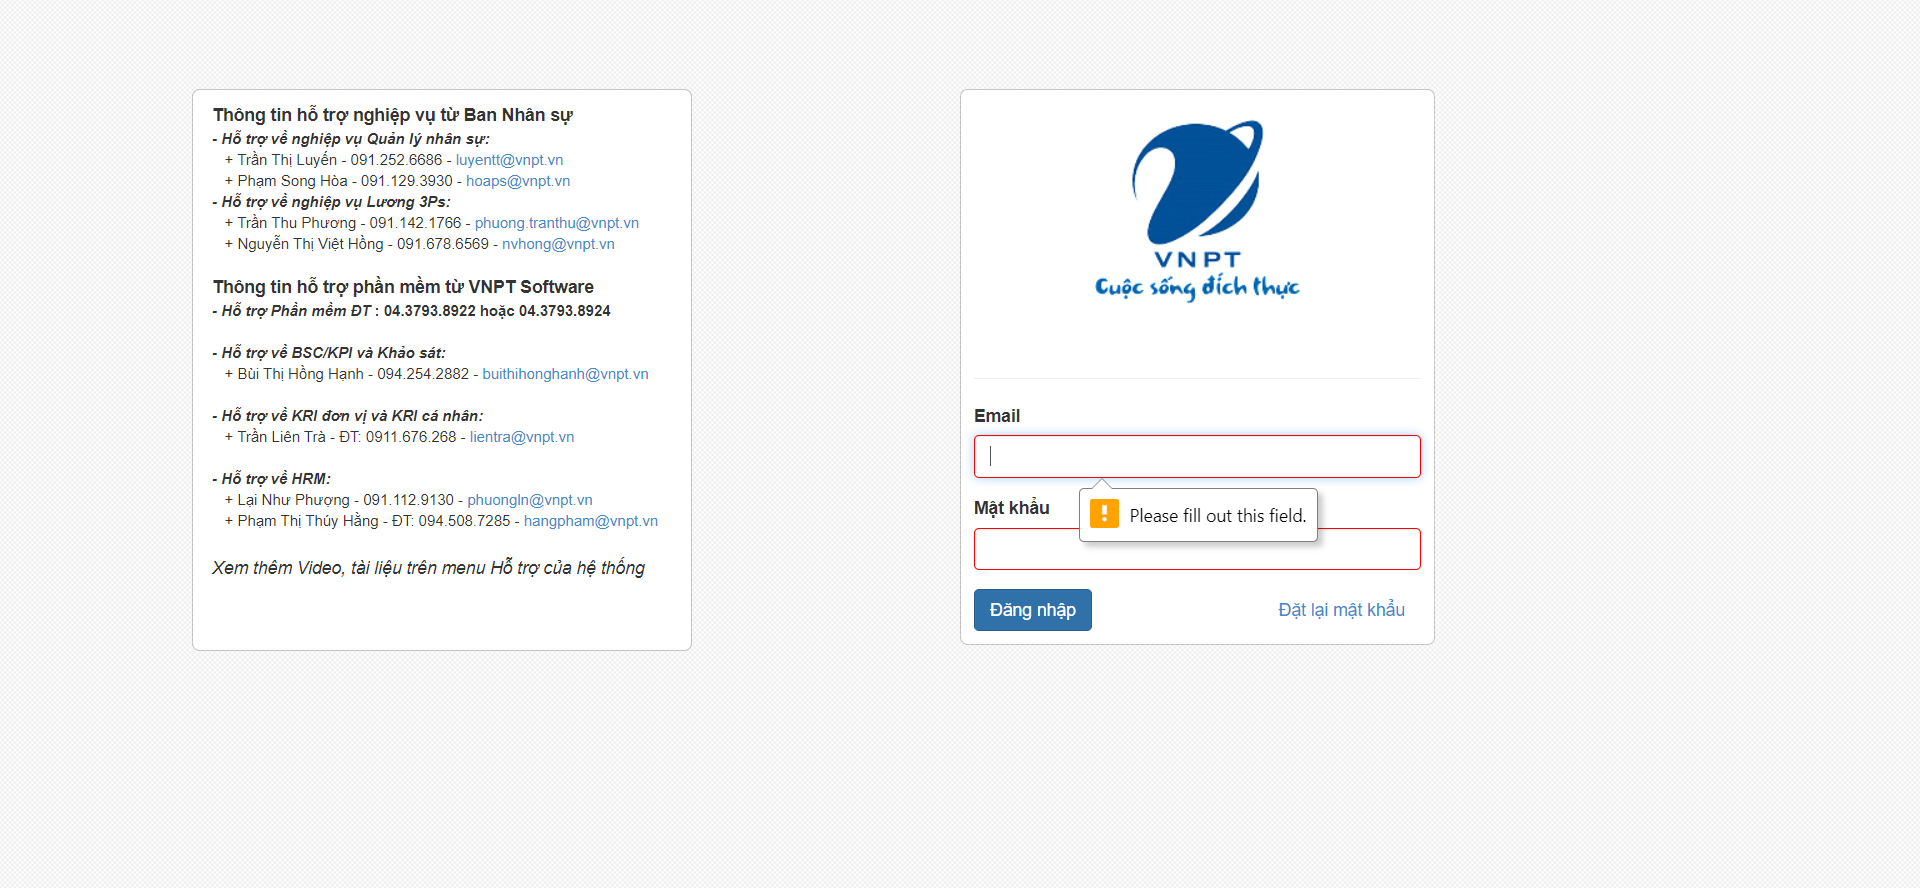 Thông tin hỗ trợ nghiệp vụ từ Ban Nhân sự
- Hỗ trợ về nghiệp vụ Quản lý nhân sự:
+ Trần Thị Luyến - 091.252.6686 - luyentt@vnpt.vn
+ Phạm Song Hòa - 091.129.3930 - hoaps@vnpt.vn
- Hỗ trợ về nghiệp vụ Lương 3Ps:
+ Trần Thu Phương - 091.142.1766 - phuong.tranthu@vnpt.vn
+ Nguyễn Thị Việt Hồng - 091.678.6569 - nvhong@vnpt.vn
Thông tin hỗ trợ phần mềm từ VNPT Software
- Hỗ trợ Phần mềm ĐT : 04.3793.8922 hoặc 04.3793.8924
- Hỗ trợ về BSC/KPI và Khảo sát:
+ Bùi Thị Hồng Hạnh - 094.254.2882 - buithihonghanh@vnpt.vn
- Hỗ trợ về KRI đơn vị và KRI cá nhân:
+ Trần Liên Trà - ĐT: 0911.676.268 - lientra@vnpt.vn
- Hỗ trợ về HRM:
+ Lại Như Phượng - 091.112.9130 - phuongln@vnpt.vn
+ Phạm Thị Thúy Hằng - ĐT: 094.508.7285 - hangpham@vnpt.vn
Xem thêm Video, tài liệu trên menu Hỗ trợ của hệ thống
VNPT
Cuộc sống đích thực
Email
Mật khẩu
Please fill out this field.
Đăng nhập
Đặt lại mật khẩu